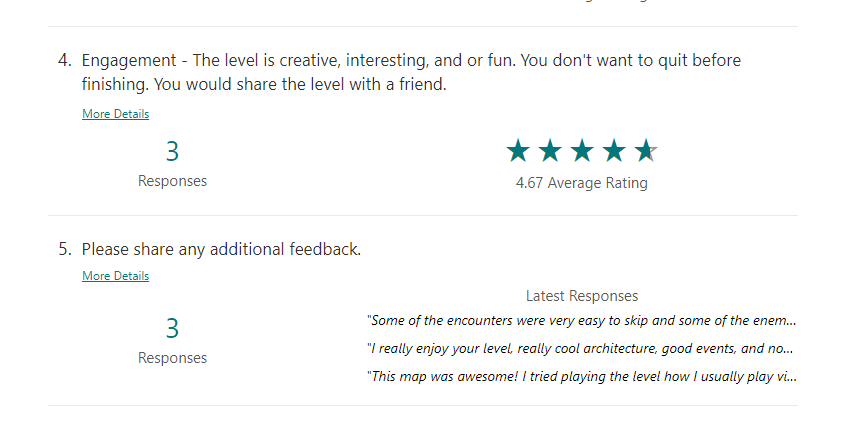 4. Engagement - The level is creative, interesting, and or fun. You don't want to quit before
finishing. You would share the level with a friend.
More Details
3
Responses
4.67 Average Rating
5. Please share any additional feedback.
More Details
3
Responses
Latest Responses
"Some of the encounters were very easy to skip and some of the enem...
"I really enjoy your level, really cool architecture, good events, and no...
"This map was awesome! I tried playing the level how I usually play vi...